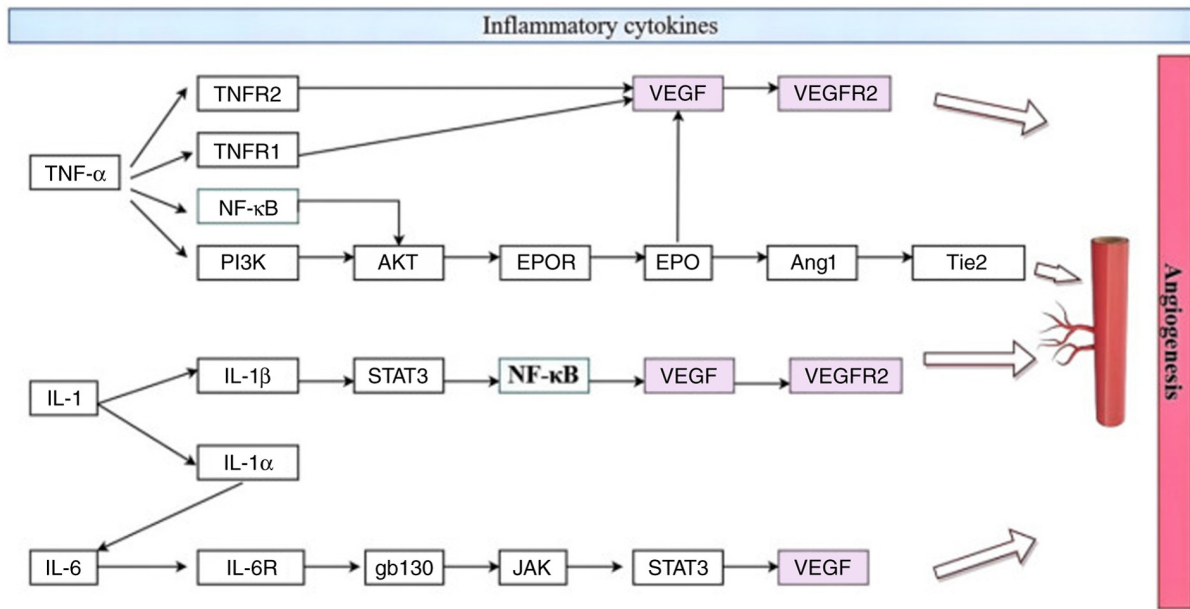 Inflammatory cytokines
TNFR2
VEGF
VEGFR2
TNFR1
TNF-α
NF-κB
PI3K
AKT
EPOR
EPO
Ang1
Tie2
Angiogenesis
IL-1β
STAT3
NF-κB
VEGF
VEGFR2
IL-1
IL-1α
IL-6
IL-6R
gb130
JAK
STAT3
VEGF